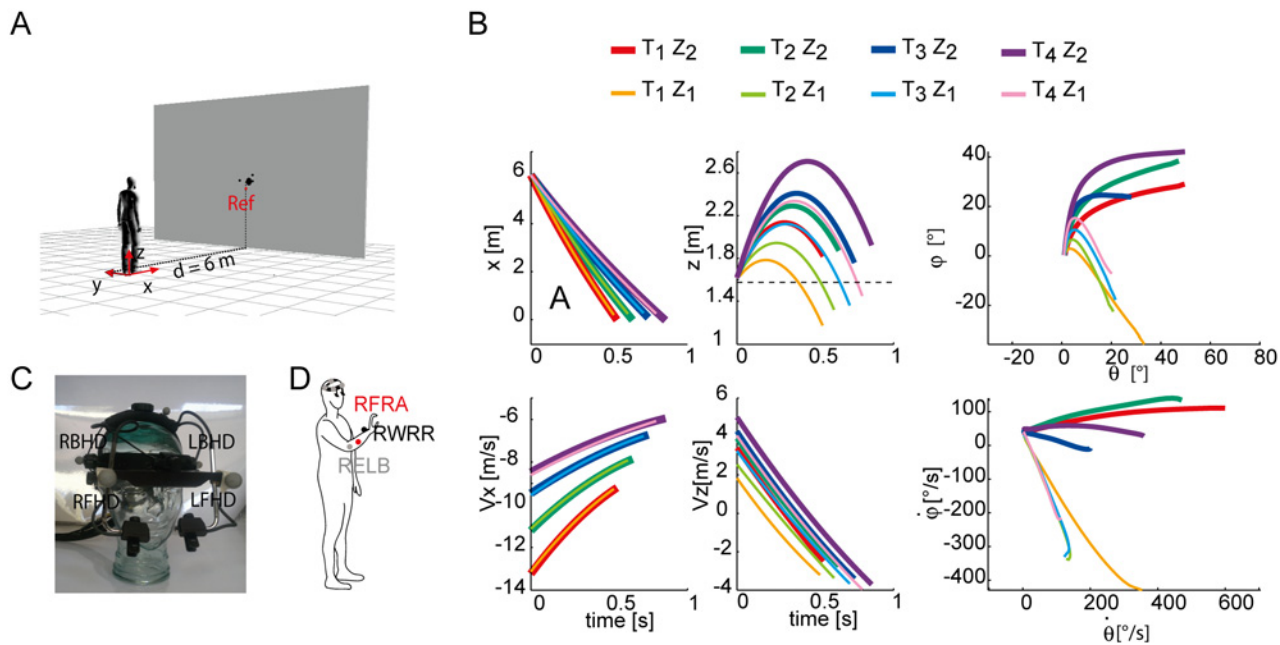 A
Ref
d = 6 m
z
y
x
B
T1 Z2
T2 Z2
T3 Z2
T4 Z2
T1 Z1
T2 Z1
T3 Z1
T4 Z1
x [m]
6
4
2
0
A
0
0.5
1
z [m]
2.6
2.2
1.8
1.4
1
0
0.5
1
φ [°]
40
20
0
-20
-20
0
20
40
60
80
θ [°]
C
RBHD
LBHD
RFHD
LFHD
D
RFRA
RWRR
RELB
Vx [m/s]
-6
-8
-10
-12
-14
0
0.5
1
time [s]
Vz[m/s]
6
4
2
0
-2
-4
0
0.5
1
time [s]
φ̇ [°/s]
100
0
-100
-200
-300
-400
0
200
400
600
θ̇ [°/s]